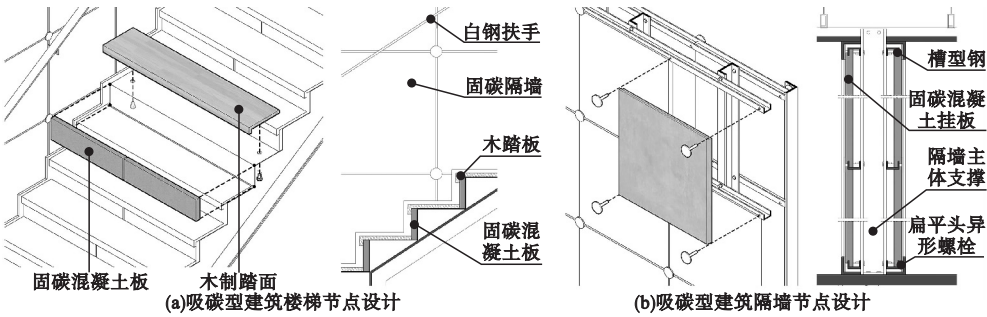 白钢扶手
固碳隔墙
木踏板
固碳混
凝土板
固碳混凝土板
木制踏面
(a)吸碳型建筑楼梯节点设计
槽型钢
固碳混凝
土挂板
隔墙主
体支撑
扁平头异
形螺栓
(b)吸碳型建筑隔墙节点设计